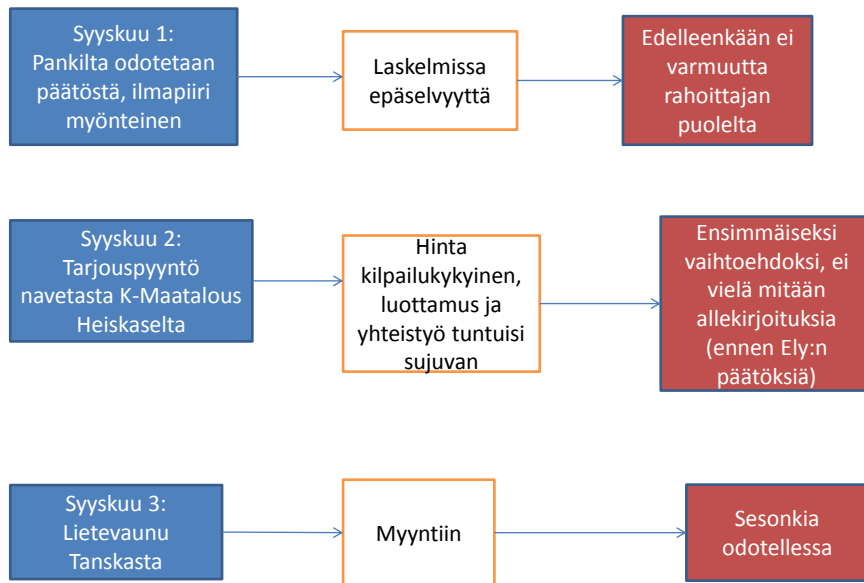 Syyskuu 1:
Pankilta odotetaan
päätöstä, ilmapiiri
myönteinen
Laskelmissa
epäselvyyttä
Edelleenkään ei
varmuutta
rahoittajan
puolelta
Syyskuu 2:
Tarjouspyyntö
navetasta K-Maatalous
Heiskaselta
Hinta
kilpailukykyinen,
luottamus ja
yhteistyö tuntuisi
sujuvan
Ensimmäiseksi
vaihtoehdoksi, ei
vielä mitään
allekirjoituksia
(ennen Ely:n
päätöksiä)
Syyskuu 3:
Lietevaunu
Tanskasta
Myyntiin
Sesonkia
odotellessa